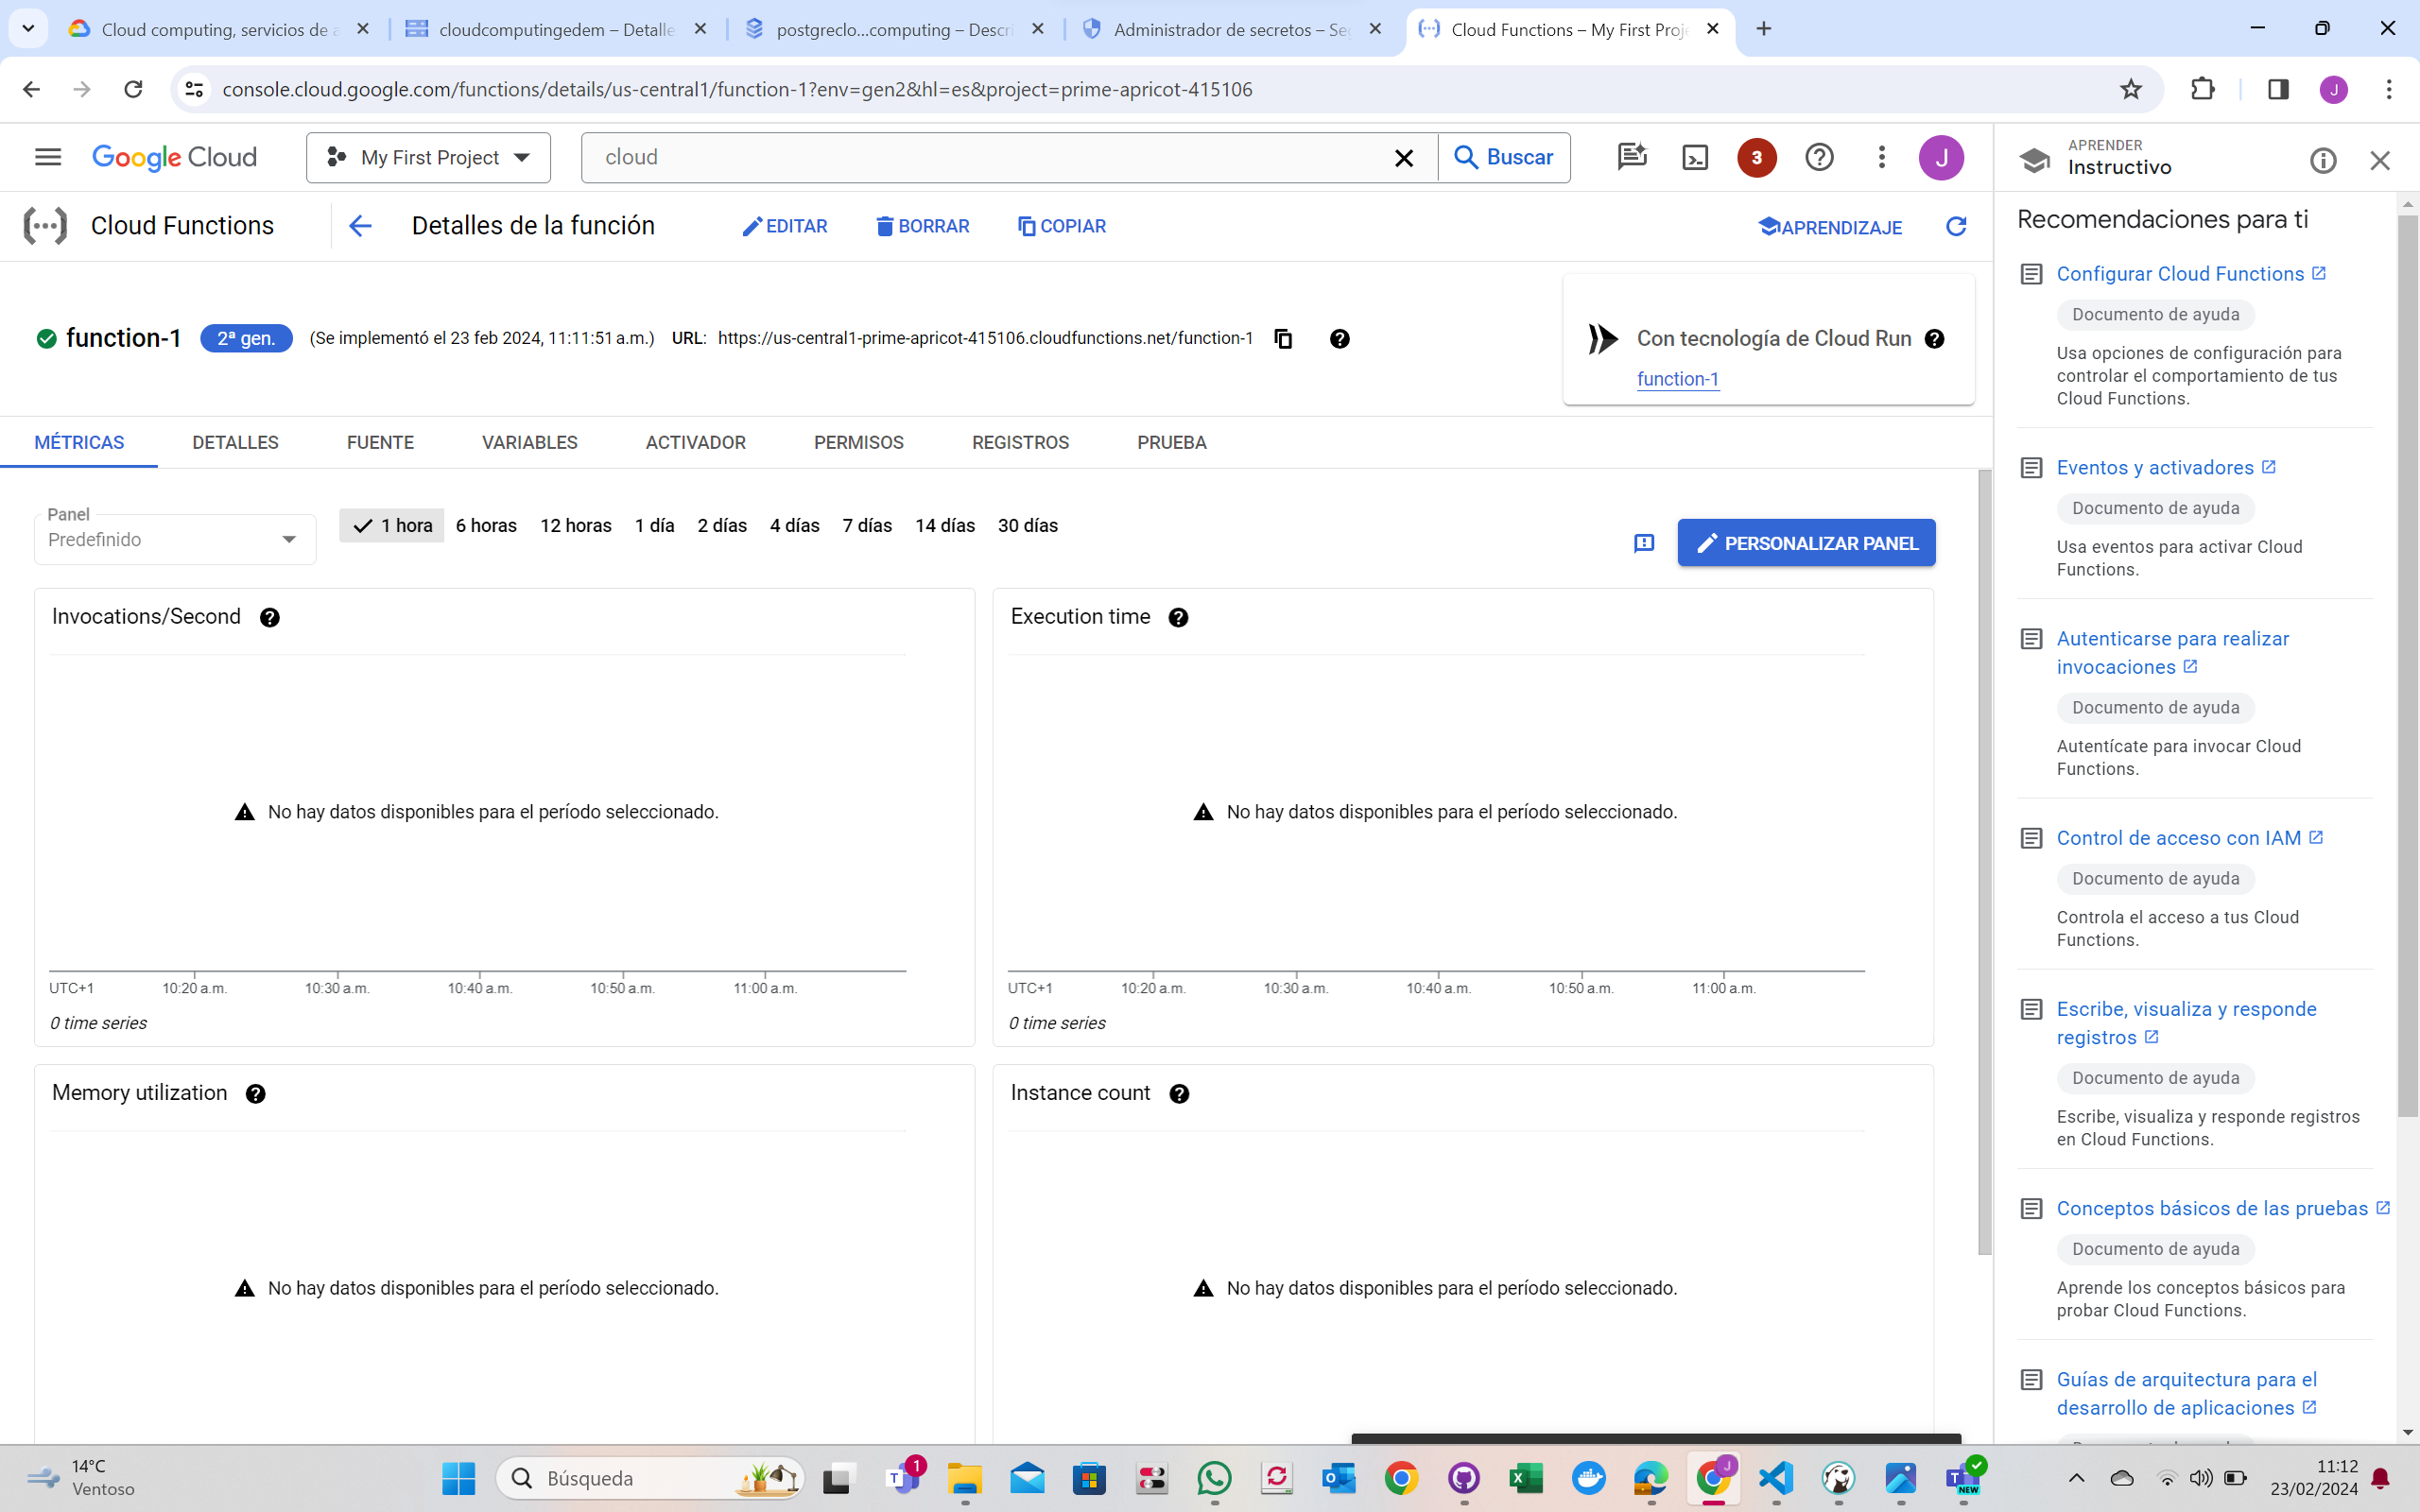 Cloud computing, servicios de a
cloudcomputingedem – Detalle
postgreclo...computing – Descri
Administrador de secretos – Seg
Cloud Functions – My First Proje
console.cloud.google.com/functions/details/us-central1/function-1?env=gen2&hl=es&project=prime-apricot-415106
J
Google Cloud
My First Project
cloud
Buscar
3
J
APRENDER
Instructivo
Cloud Functions
Detalles de la función
EDITAR
BORRAR
COPIAR
APRENDIZAJE
Recomendaciones para ti
function-1
2ª gen.
(Se implementó el 23 feb 2024, 11:11:51 a.m.)
URL: https://us-central1-prime-apricot-415106.cloudfunctions.net/function-1
Con tecnología de Cloud Run
function-1
MÉTRICAS
DETALLES
FUENTE
VARIABLES
ACTIVADOR
PERMISOS
REGISTROS
PRUEBA
Panel
Predefinido
1 hora
6 horas
12 horas
1 día
2 días
4 días
7 días
14 días
30 días
PERSONALIZAR PANEL
Invocations/Second
No hay datos disponibles para el período seleccionado.
UTC+1 10:20 a.m. 10:30 a.m. 10:40 a.m. 10:50 a.m. 11:00 a.m.
0 time series
Execution time
No hay datos disponibles para el período seleccionado.
UTC+1 10:20 a.m. 10:30 a.m. 10:40 a.m. 10:50 a.m. 11:00 a.m.
0 time series
Memory utilization
No hay datos disponibles para el período seleccionado.
Instance count
No hay datos disponibles para el período seleccionado.
Configurar Cloud Functions
Documento de ayuda
Usa opciones de configuración para
controlar el comportamiento de tus
Cloud Functions.
Eventos y activadores
Documento de ayuda
Usa eventos para activar Cloud
Functions.
Autenticarse para realizar
invocaciones
Documento de ayuda
Autentícate para invocar Cloud
Functions.
Control de acceso con IAM
Documento de ayuda
Controla el acceso a tus Cloud
Functions.
Escribe, visualiza y responde
registros
Documento de ayuda
Escribe, visualiza y responde registros
en Cloud Functions.
Conceptos básicos de las pruebas
Documento de ayuda
Aprende los conceptos básicos para
probar Cloud Functions.
Guías de arquitectura para el
desarrollo de aplicaciones
14°C
Ventoso
Búsqueda
1
J
NEW
11:12
23/02/2024